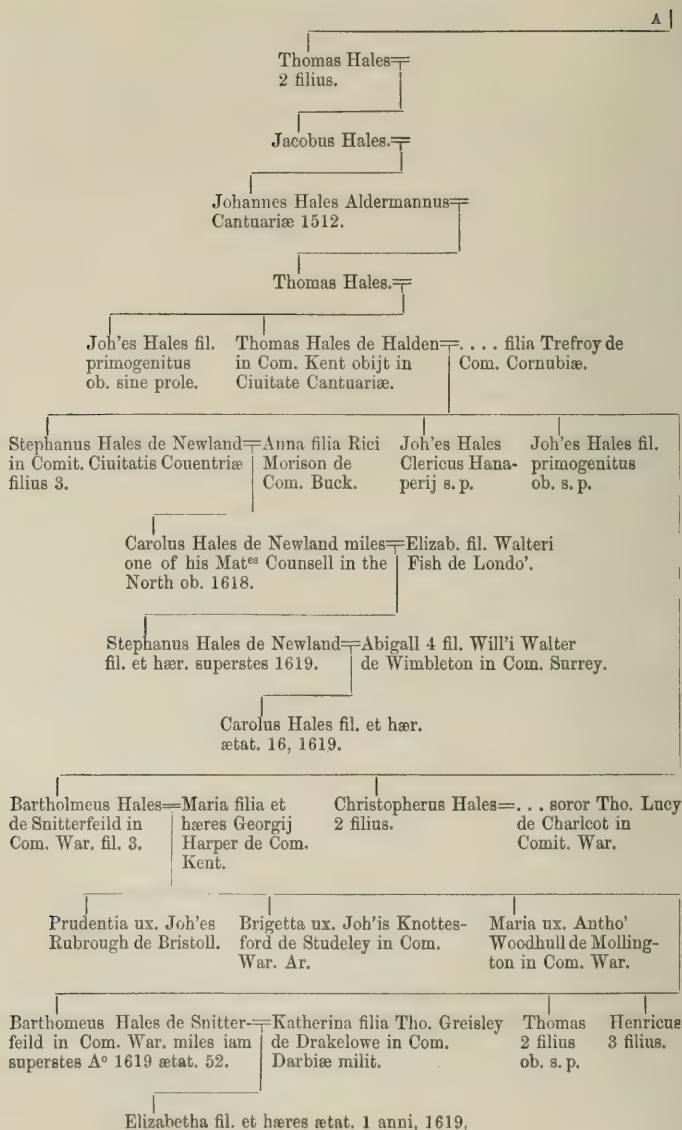 A
Thomas Hales
2 filius.
Jacobus Hales.
Johannes Hales Aldermannus
Cantuariæ 1512.
Thomas Hales.
Joh'es Hales fil.
primogenitus
ob. sine prole.
Thomas Hales de Halden
in Com. Kent obijt in
Ciuitate Cantuariæ.
. . . . filia Trefroy de
Com. Cornubiæ.
Stephanus Hales de Newland
in Comit. Ciuitatis Couentriæ
filius 3.
Anna filia Rici
Morison de
Com. Buck.
Joh'es Hales
Clericus Hana-
perij s. p.
Joh'es Hales fil.
primogenitus
ob. s. p.
Carolus Hales de Newland miles
one of his Mat<sup>es</sup> Counsell in the
North ob. 1618.
Elizab. fil. Walteri
Fish de Londo'.
Stephanus Hales de Newland
fil. et hær. superstes 1619.
Abigall 4 fil. Will'i Walter
de Wimbleton in Com. Surrey.
Carolus Hales fil. et hær.
ætat. 16, 1619.
Bartholmeus Hales
de Snitterfeild in
Com. War. fil. 3.
Maria filia et
hæres Georgij
Harper de Com.
Kent.
Christopherus Hales
2 filius.
. . . soror Tho. Lucy
de Charlcot in
Comit. War.
Prudentia ux. Joh'es
Rubrough de Bristoll.
Brigetta ux. Joh'is Knottes-
ford de Studeley in Com.
War. Ar.
Maria ux. Antho'
Woodhull de Molling-
ton in Com. War.
Barthomeus Hales de Snitter-
feild in Com. War. miles iam
superstes Aº 1619 ætat. 52.
Katherina filia Tho. Greisley
de Drakelowe in Com.
Darbiæ milit.
Thomas
2 filius
ob. s. p.
Henricus
3 filius.
Elizabetha fil. et hæres ætat. 1 anni, 1619.